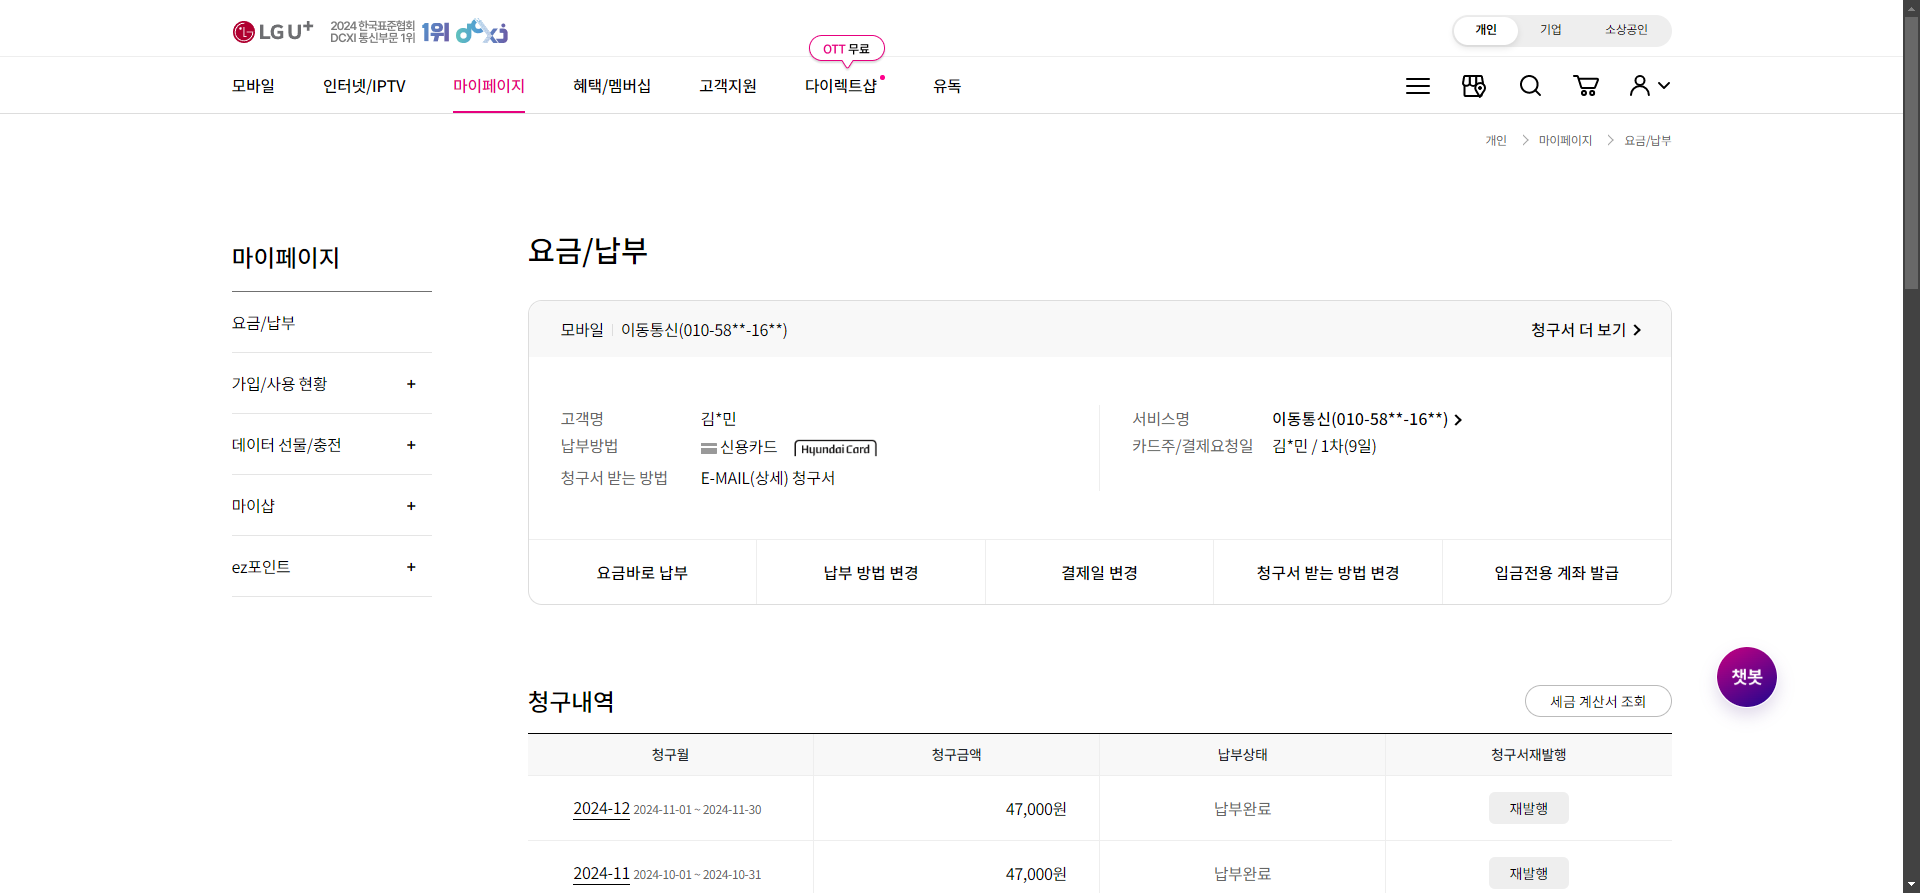 LG U+
2024 한국표준협회
DCXI 통신부문 1위
1위 dcxi
개인
기업
소상공인
OTT 무료
모바일
인터넷/IPTV
마이페이지
혜택/멤버십
고객지원
다이렉트샵
유독
개인 > 마이페이지 > 요금/납부
마이페이지
요금/납부
가입/사용 현황 +
데이터 선물/충전 +
마이샵 +
ez포인트 +
요금/납부
모바일 | 이동통신(010-58**-16**)
청구서 더 보기 >
고객명 김*민
납부방법 신용카드 Hyundai Card
청구서 받는 방법 E-MAIL(상세) 청구서
서비스명 이동통신(010-58**-16**) >
카드주/결제요청일 김*민 / 1차(9일)
요금바로 납부
납부 방법 변경
결제일 변경
청구서 받는 방법 변경
입금전용 계좌 발급
챗봇
청구내역
세금 계산서 조회
청구월 청구금액 납부상태 청구서재발행
2024-12 2024-11-01 ~ 2024-11-30 47,000원 납부완료 재발행
2024-11 2024-10-01 ~ 2024-10-31 47,000원 납부완료 재발행